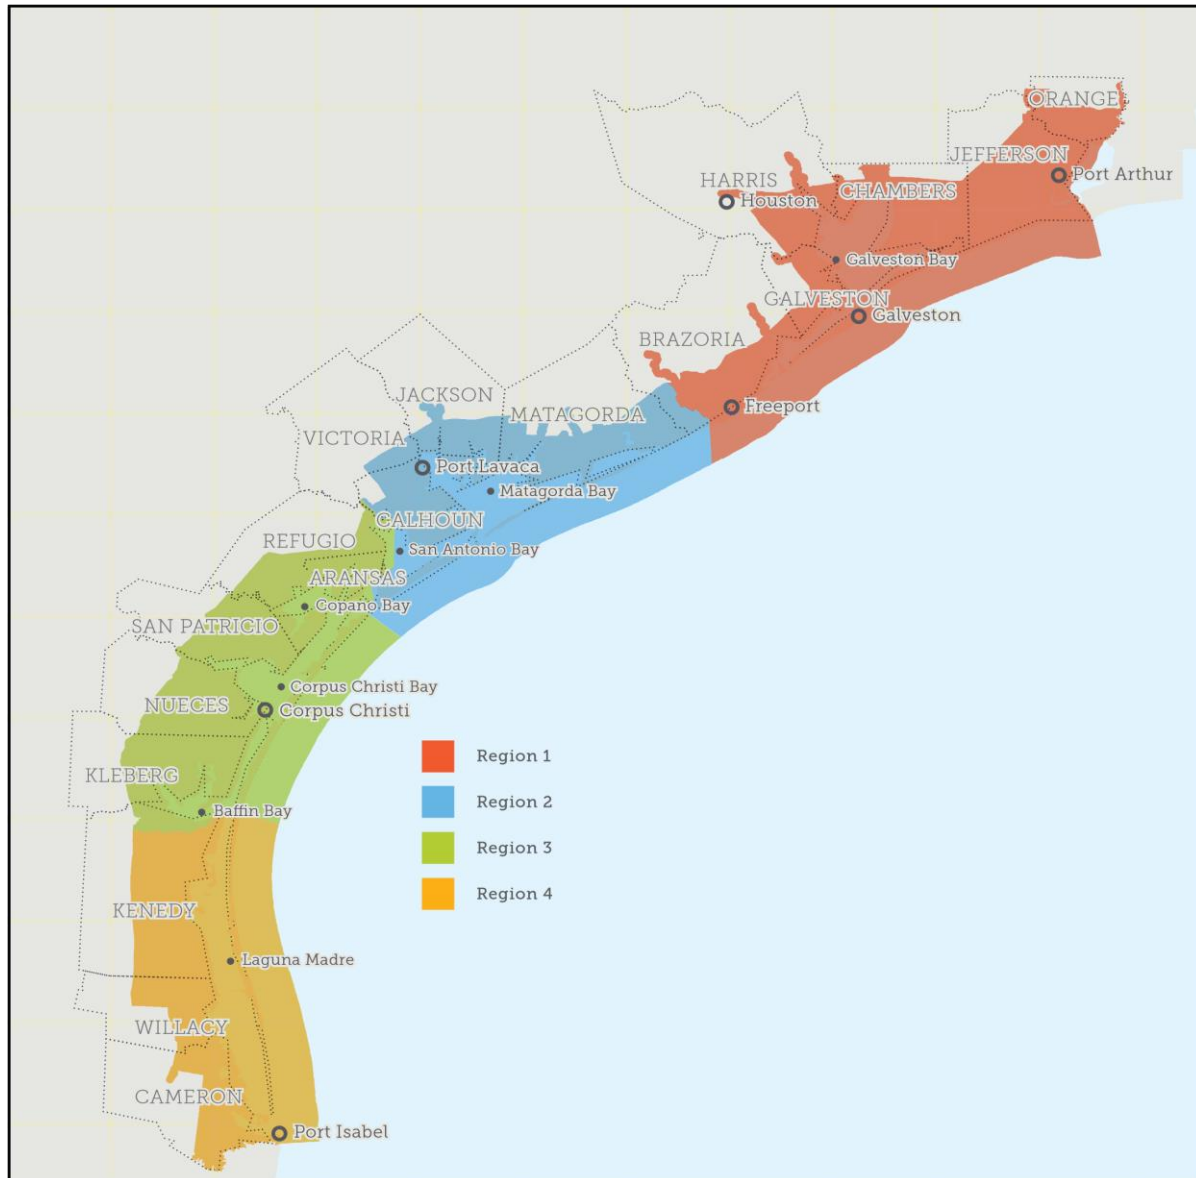 ORANGE
JEFFERSON
Port Arthur
HARRIS
CHAMBERS
Houston
Galveston Bay
GALVESTON
Galveston
BRAZORIA
JACKSON
Freeport
MATAGORDA
VICTORIA
Port Lavaca
Matagorda Bay
CALHOUN
REFUGIO
San Antonio Bay
ARANSAS
Copano Bay
SAN PATRICIO
Corpus Christi Bay
NUECES
Corpus Christi
Region 1
KLEBERG
Region 2
Baffin Bay
Region 3
Region 4
KENEDY
Laguna Madre
WILLACY
CAMERON
Port Isabel